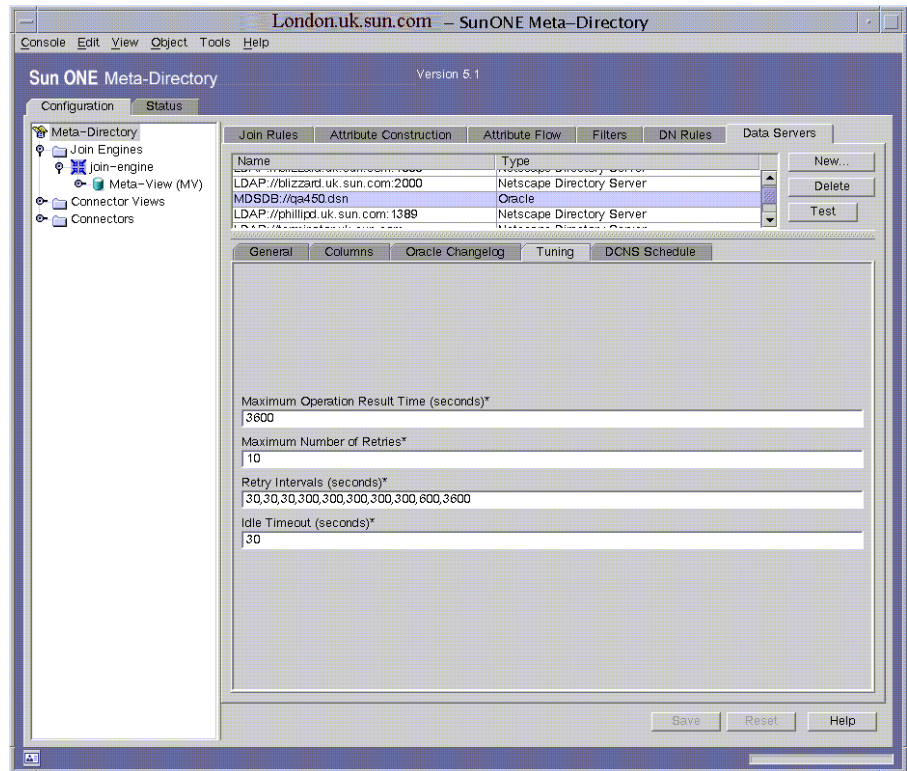 London.uk.sun.com – SunONE Meta–Directory
Console Edit View Object Tools Help
Sun ONE Meta-Directory
Version 5.1
Configuration Status
Meta–Directory
Join Engines
join–engine
Meta–View (MV)
Connector Views
Connectors
Join Rules Attribute Construction Attribute Flow Filters DN Rules Data Servers
Name Type
LDAP://blizzard.uk.sun.com:2000 Netscape Directory Server
MDSDB://qa450.dsn Oracle
LDAP://phillipd.uk.sun.com:1389 Netscape Directory Server
New...
Delete
Test
General Columns Oracle Changelog Tuning DCNS Schedule
Maximum Operation Result Time (seconds)*
3600
Maximum Number of Retries*
10
Retry Intervals (seconds)*
30,30,30,300,300,300,300,300,600,3600
Idle Timeout (seconds)*
30
Save Reset Help